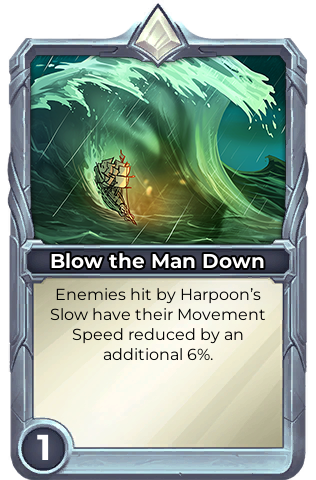 Blow the Man Down
Enemies hit by Harpoon's
Slow have their Movement
Speed reduced by an
additional 6%.
1